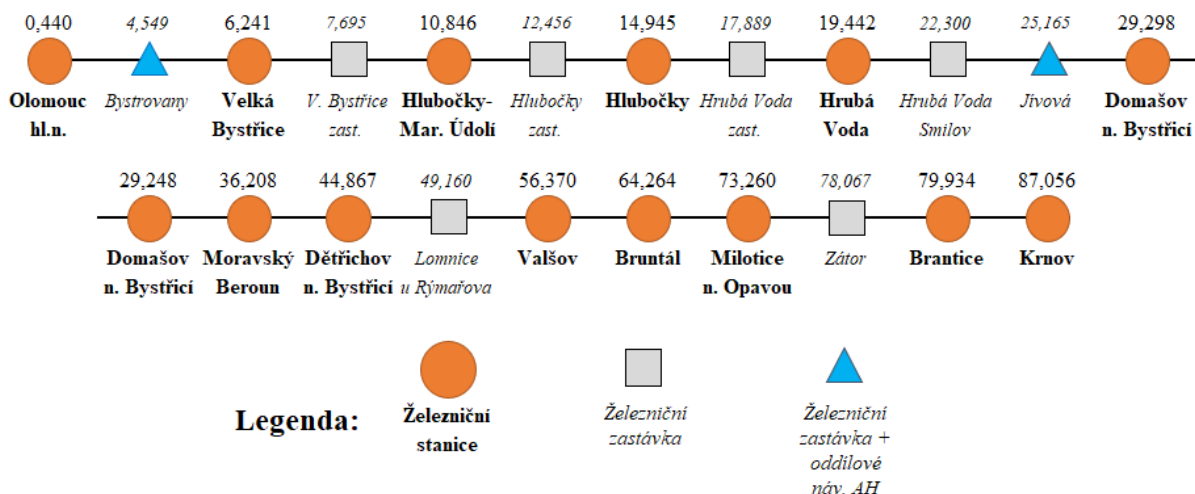 0,440 4,549 6,241 7,695 10,846 12,456 14,945 17,889 19,442 22,300 25,165 29,298
Olomouc Bystrovany Velká V. Bystřice Hlubočky- Hlubočky Hlubočky Hrubá Voda Hrubá Hrubá Voda Jívová Domašov
hl.n. Bystřice zast. Mar. Údolí zast. zast. Voda Smilov n. Bystřicí
29,248 36,208 44,867 49,160 56,370 64,264 73,260 78,067 79,934 87,056
Domašov Moravský Dětřichov Lomnice Valšov Bruntál Milotice Zátor Brantice Krnov
n. Bystřicí Beroun n. Bystřicí u Rýmařova n. Opavou
Legenda:
Železniční
stanice
Železniční
zastávka
Železniční
zastávka +
oddílové
náv. AH